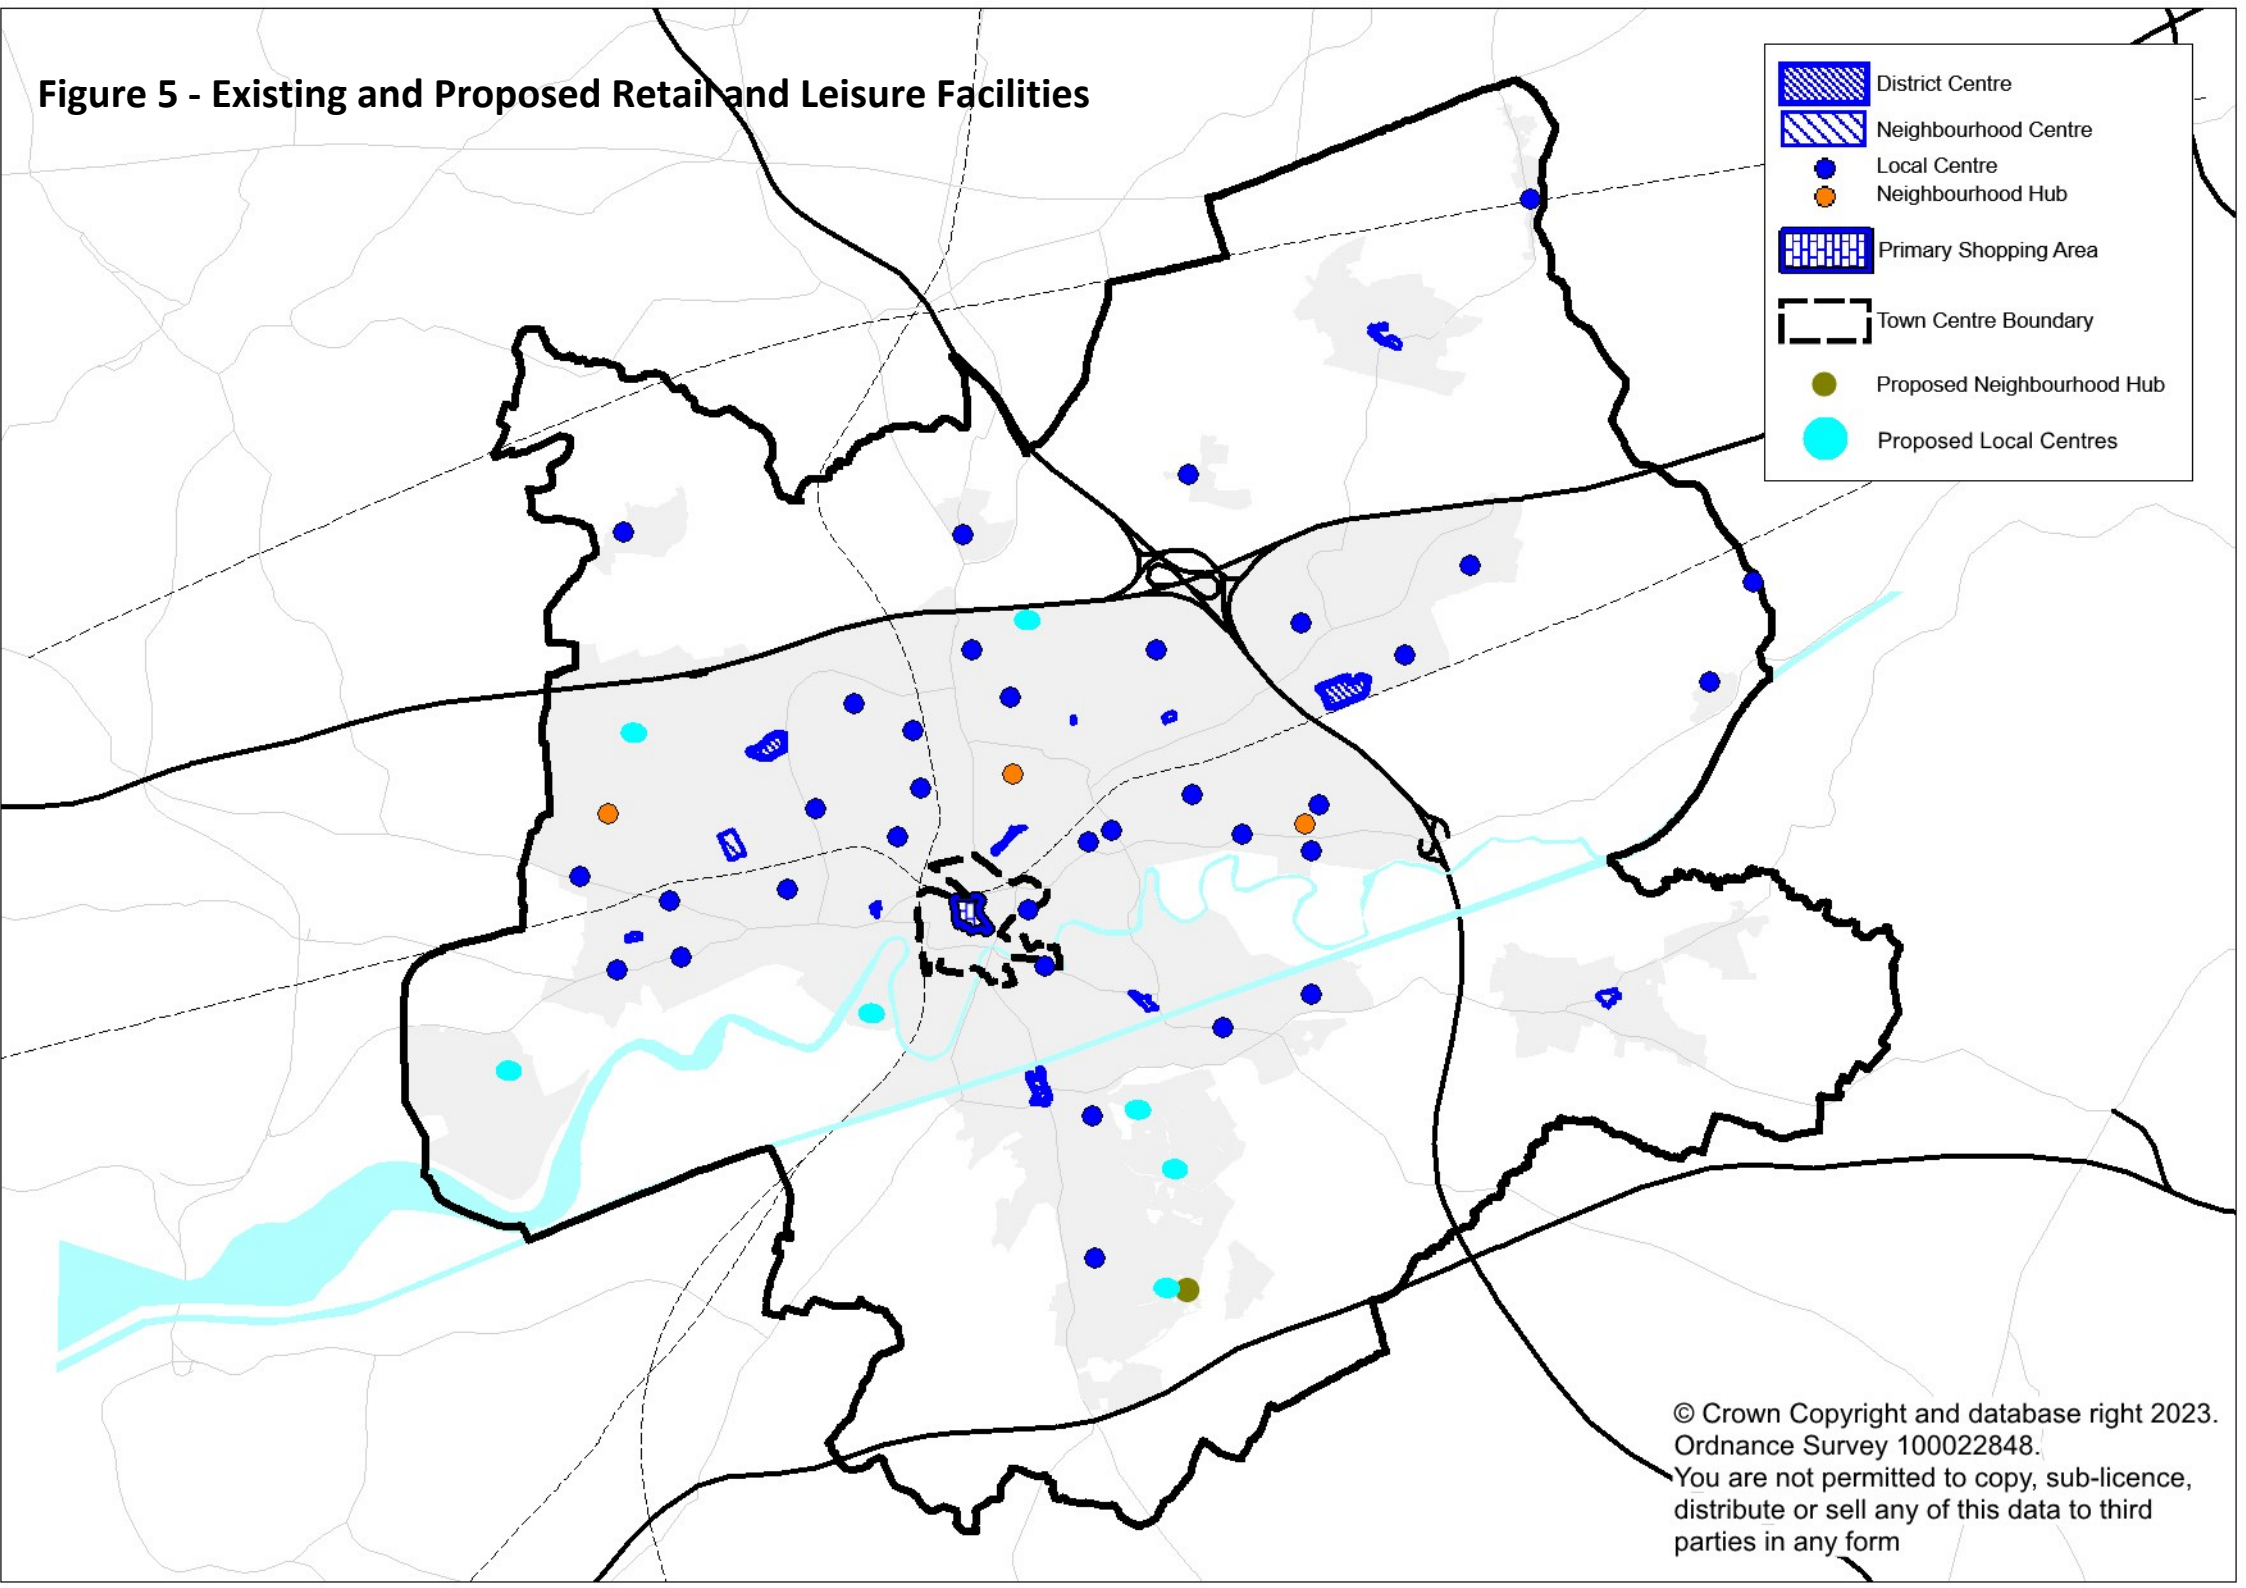 Figure 5 - Existing and Proposed Retail and Leisure Facilities
District Centre
Neighbourhood Centre
Local Centre
Neighbourhood Hub
Primary Shopping Area
Town Centre Boundary
Proposed Neighbourhood Hub
Proposed Local Centres
© Crown Copyright and database right 2023.
Ordnance Survey 100022848.
You are not permitted to copy, sub-licence,
distribute or sell any of this data to third
parties in any form